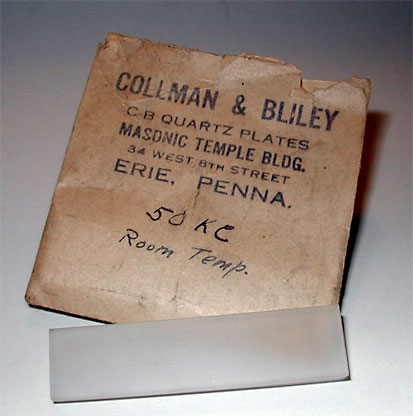 COLLMAN & BLILEY
C-B QUARTZ PLATES
MASONIC TEMPLE BLDG.
34 WEST 8TH STREET
ERIE, PENNA.
50 KC
Room Temp.